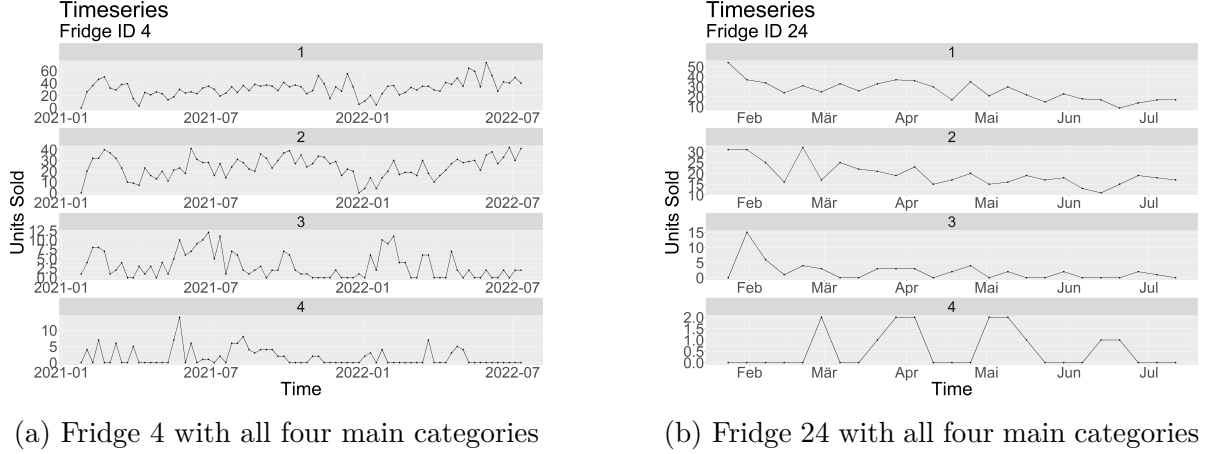 Timeseries
Fridge ID 4
1
60
40
20
0
2021-01 2021-07 2022-01 2022-07
2
40
30
20
10
0
2021-01 2021-07 2022-01 2022-07
3
12.5
10.0
7.5
5.0
2.5
0.0
2021-01 2021-07 2022-01 2022-07
4
10
5
0
2021-01 2021-07 2022-01 2022-07
Units Sold
Time
(a) Fridge 4 with all four main categories
Timeseries
Fridge ID 24
1
50
40
30
20
10
Feb Mär Apr Mai Jun Jul
2
30
25
20
15
10
Feb Mär Apr Mai Jun Jul
3
15
10
5
0
Feb Mär Apr Mai Jun Jul
4
2.0
1.5
1.0
0.5
0.0
Feb Mär Apr Mai Jun Jul
Units Sold
Time
(b) Fridge 24 with all four main categories